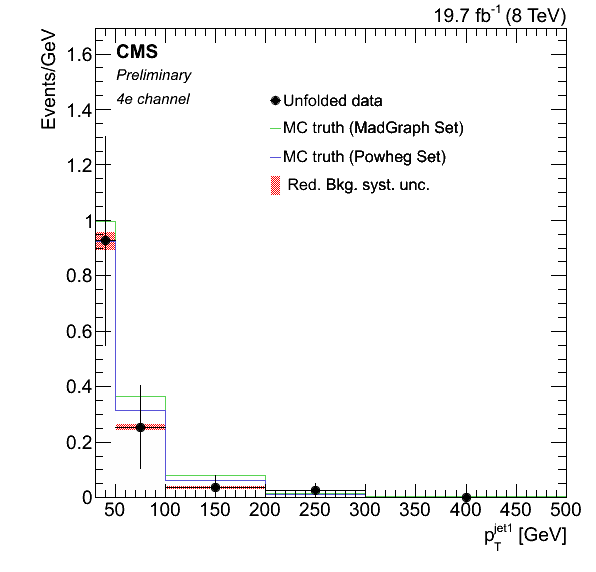 19.7 fb-1 (8 TeV)
Events/GeV
CMS
Preliminary
4e channel
Unfolded data
MC truth (MadGraph Set)
MC truth (Powheg Set)
Red. Bkg. syst. unc.
1.6
1.4
1.2
1
0.8
0.6
0.4
0.2
0
50 100 150 200 250 300 350 400 450 500
pTjet1 [GeV]